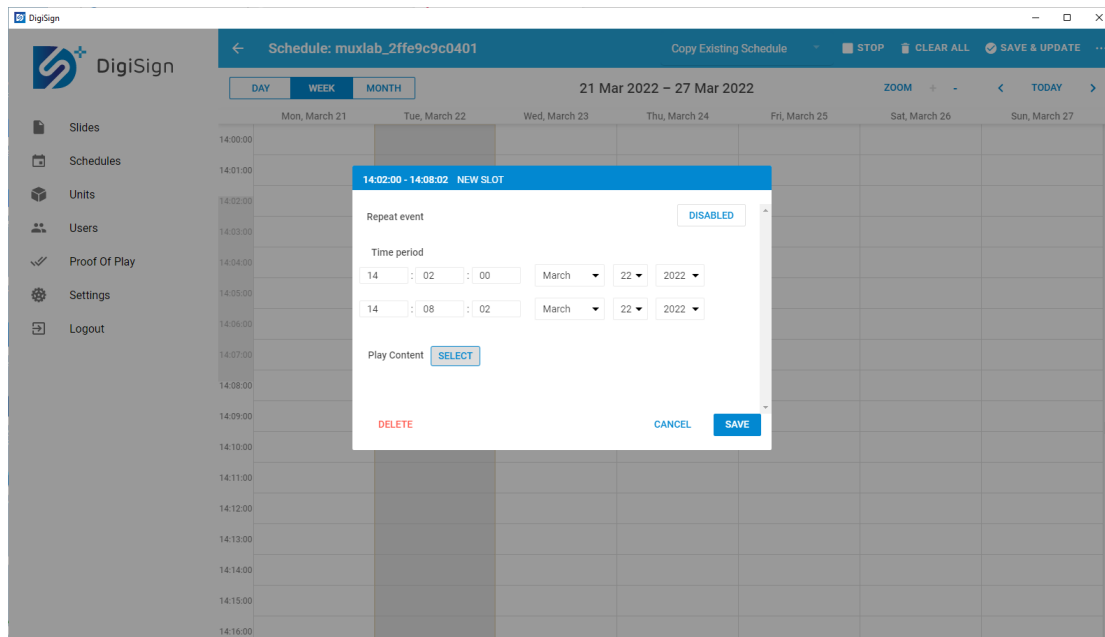 DigiSign
DigiSign
Slides
Schedules
Units
Users
Proof Of Play
Settings
Logout
Schedule: muxlab_2ffe9c9c0401
Copy Existing Schedule
STOP
CLEAR ALL
SAVE & UPDATE
DAY WEEK MONTH
21 Mar 2022 – 27 Mar 2022
ZOOM + -
< TODAY >
Mon, March 21 Tue, March 22 Wed, March 23 Thu, March 24 Fri, March 25 Sat, March 26 Sun, March 27
14:00:00
14:01:00
14:02:00
14:03:00
14:04:00
14:05:00
14:06:00
14:07:00
14:08:00
14:09:00
14:10:00
14:11:00
14:12:00
14:13:00
14:14:00
14:15:00
14:16:00
14:02:00 - 14:08:02 NEW SLOT
Repeat event DISABLED
Time period
14 : 02 : 00 March 22 2022
14 : 08 : 02 March 22 2022
Play Content SELECT
DELETE CANCEL SAVE